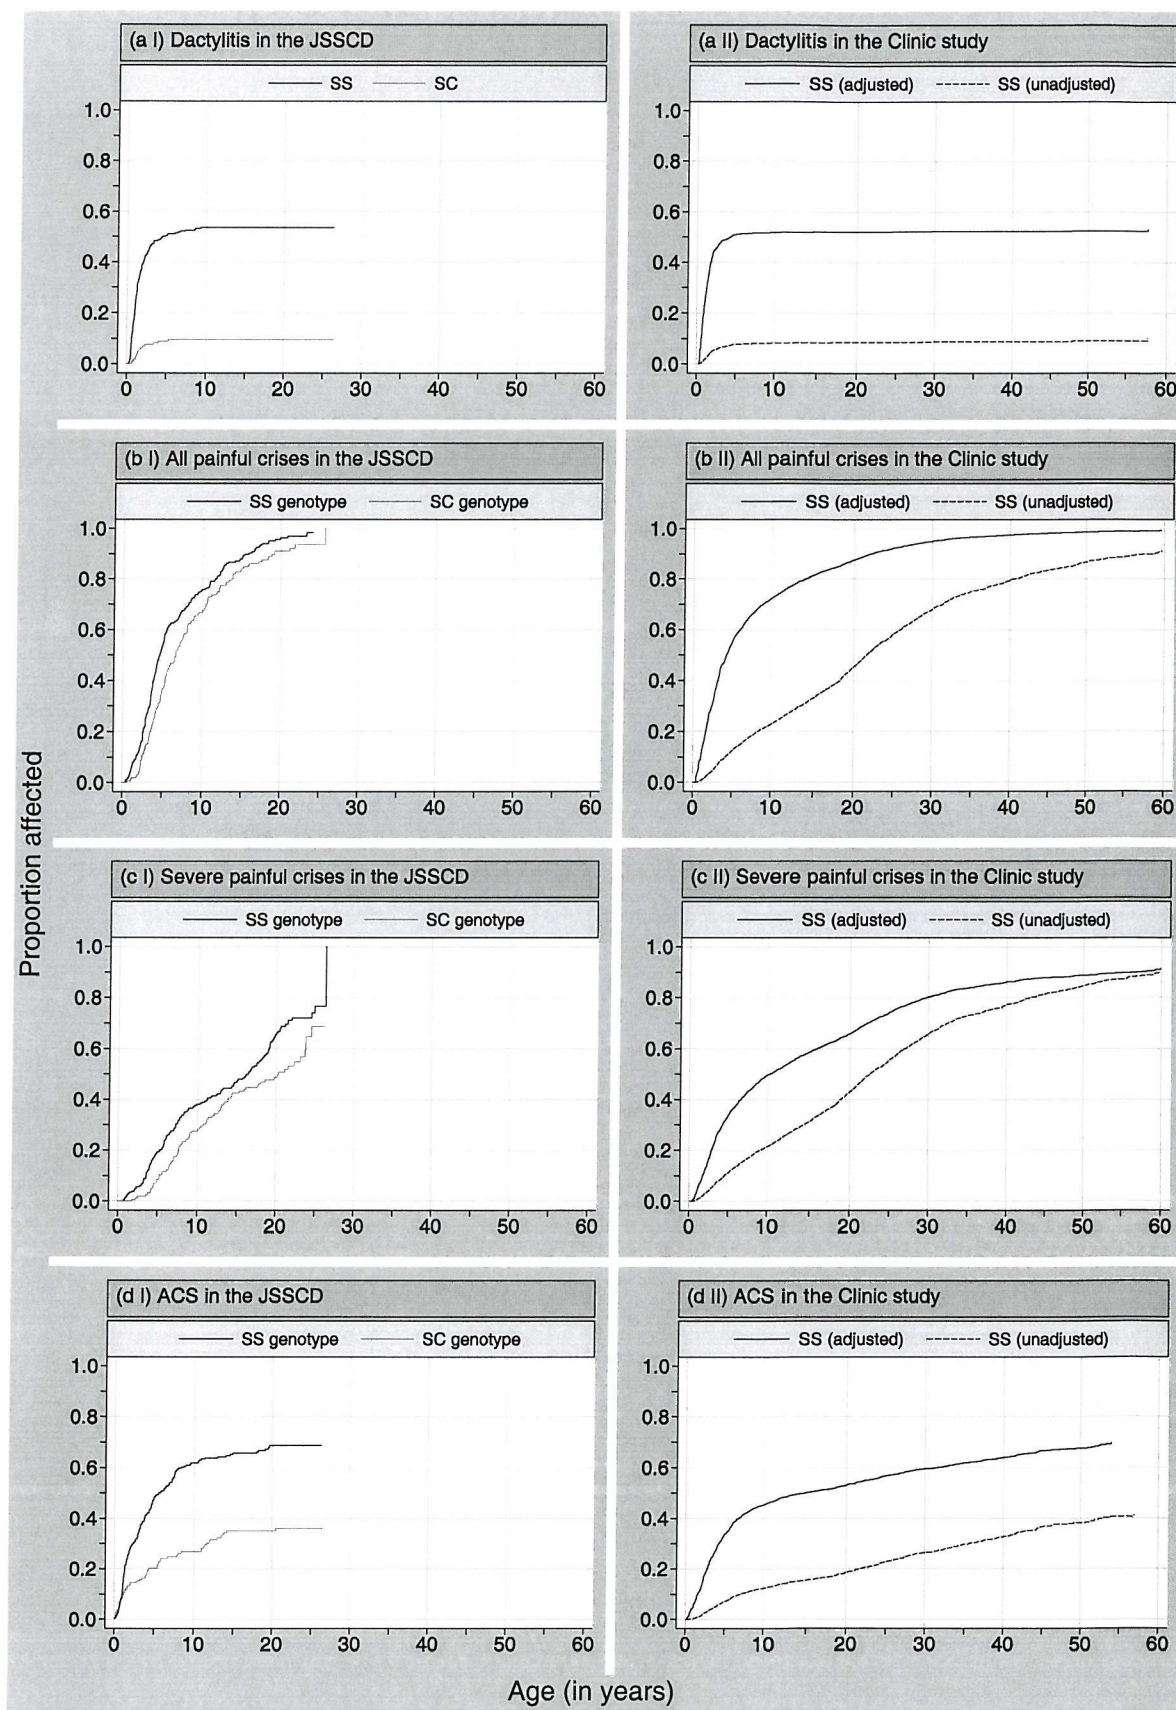 (a I) Dactylitis in the JSSCD
SS SC
1.0
0.8
0.6
0.4
0.2
0.0
0 10 20 30 40 50 60
(a II) Dactylitis in the Clinic study
SS (adjusted) SS (unadjusted)
1.0
0.8
0.6
0.4
0.2
0.0
0 10 20 30 40 50 60
(b I) All painful crises in the JSSCD
SS genotype SC genotype
1.0
0.8
0.6
0.4
0.2
0.0
0 10 20 30 40 50 60
(b II) All painful crises in the Clinic study
SS (adjusted) SS (unadjusted)
1.0
0.8
0.6
0.4
0.2
0.0
0 10 20 30 40 50 60
Proportion affected
(c I) Severe painful crises in the JSSCD
SS genotype SC genotype
1.0
0.8
0.6
0.4
0.2
0.0
0 10 20 30 40 50 60
(c II) Severe painful crises in the Clinic study
SS (adjusted) SS (unadjusted)
1.0
0.8
0.6
0.4
0.2
0.0
0 10 20 30 40 50 60
(d I) ACS in the JSSCD
SS genotype SC genotype
1.0
0.8
0.6
0.4
0.2
0.0
0 10 20 30 40 50 60
(d II) ACS in the Clinic study
SS (adjusted) SS (unadjusted)
1.0
0.8
0.6
0.4
0.2
0.0
0 10 20 30 40 50 60
Age (in years)